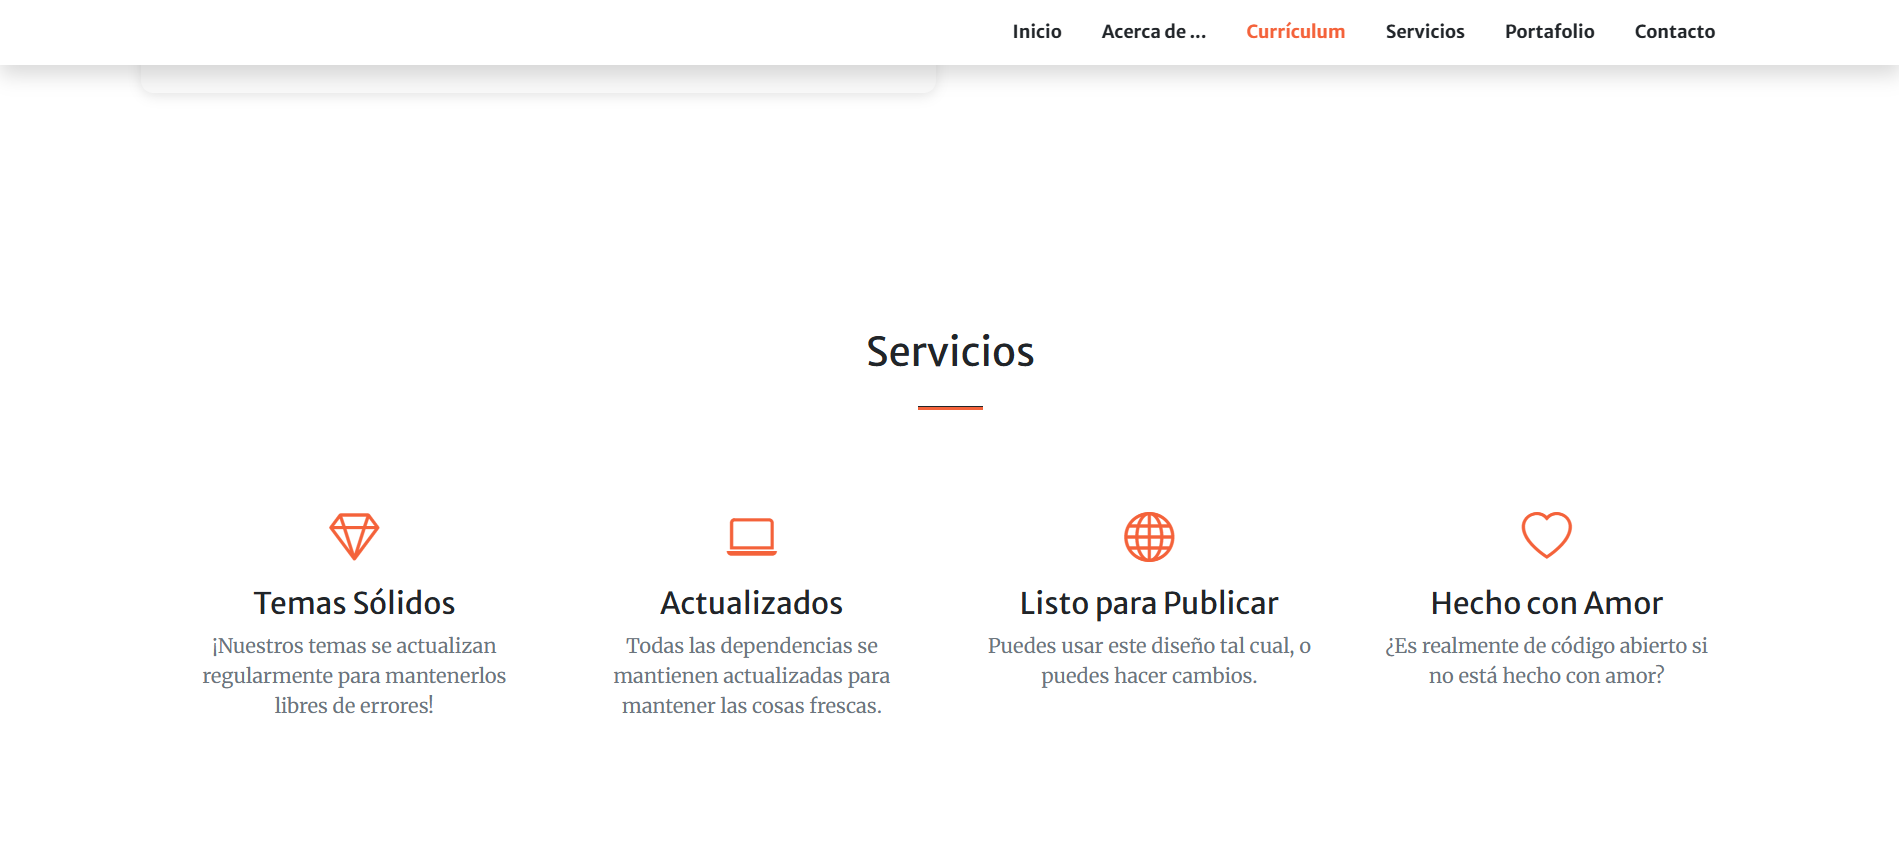 Inicio Acerca de ... Currículum Servicios Portafolio Contacto
Servicios
Temas Sólidos
¡Nuestros temas se actualizan
regularmente para mantenerlos
libres de errores!
Actualizados
Todas las dependencias se
mantienen actualizadas para
mantener las cosas frescas.
Listo para Publicar
Puedes usar este diseño tal cual, o
puedes hacer cambios.
Hecho con Amor
¿Es realmente de código abierto si
no está hecho con amor?